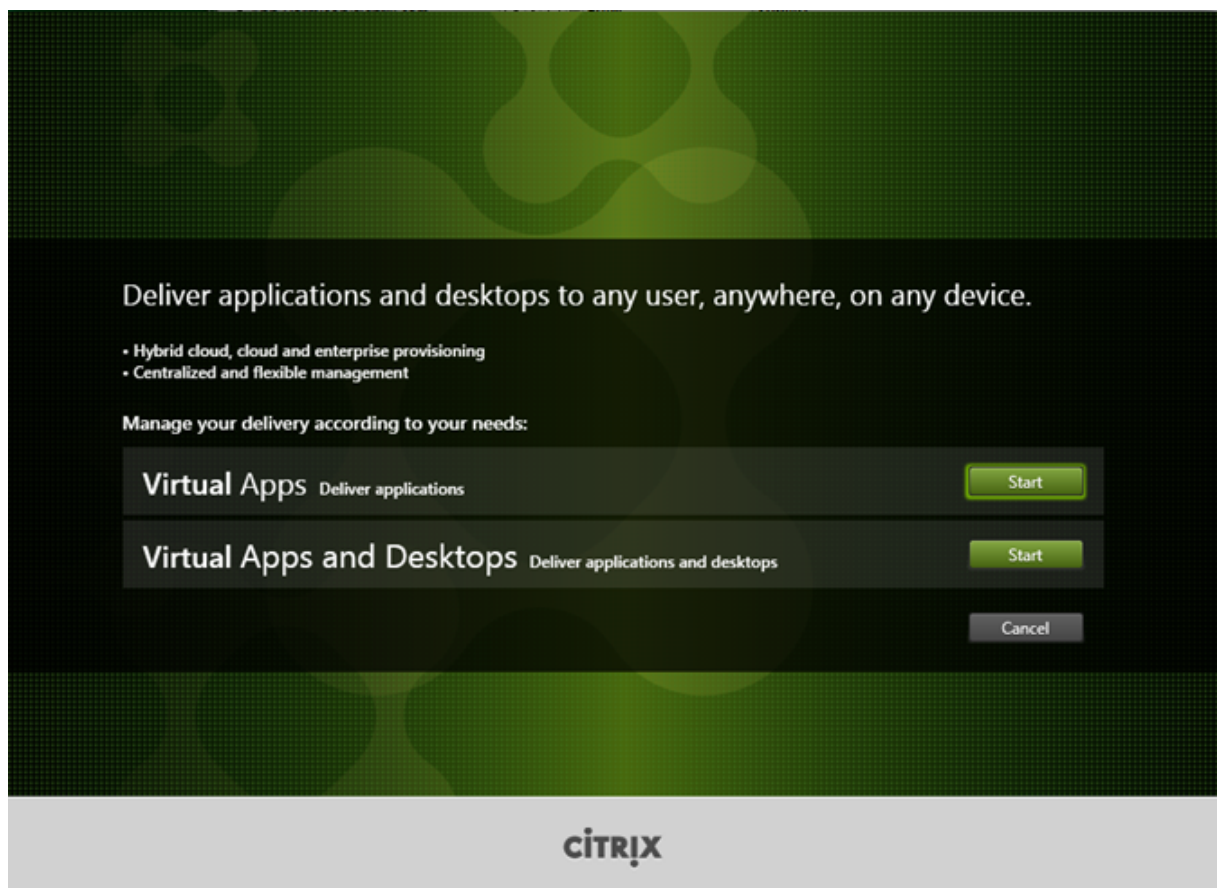 Deliver applications and desktops to any user, anywhere, on any device.
• Hybrid cloud, cloud and enterprise provisioning
• Centralized and flexible management
Manage your delivery according to your needs:
Virtual Apps Deliver applications
Start
Virtual Apps and Desktops Deliver applications and desktops
Start
Cancel
CİTRIX